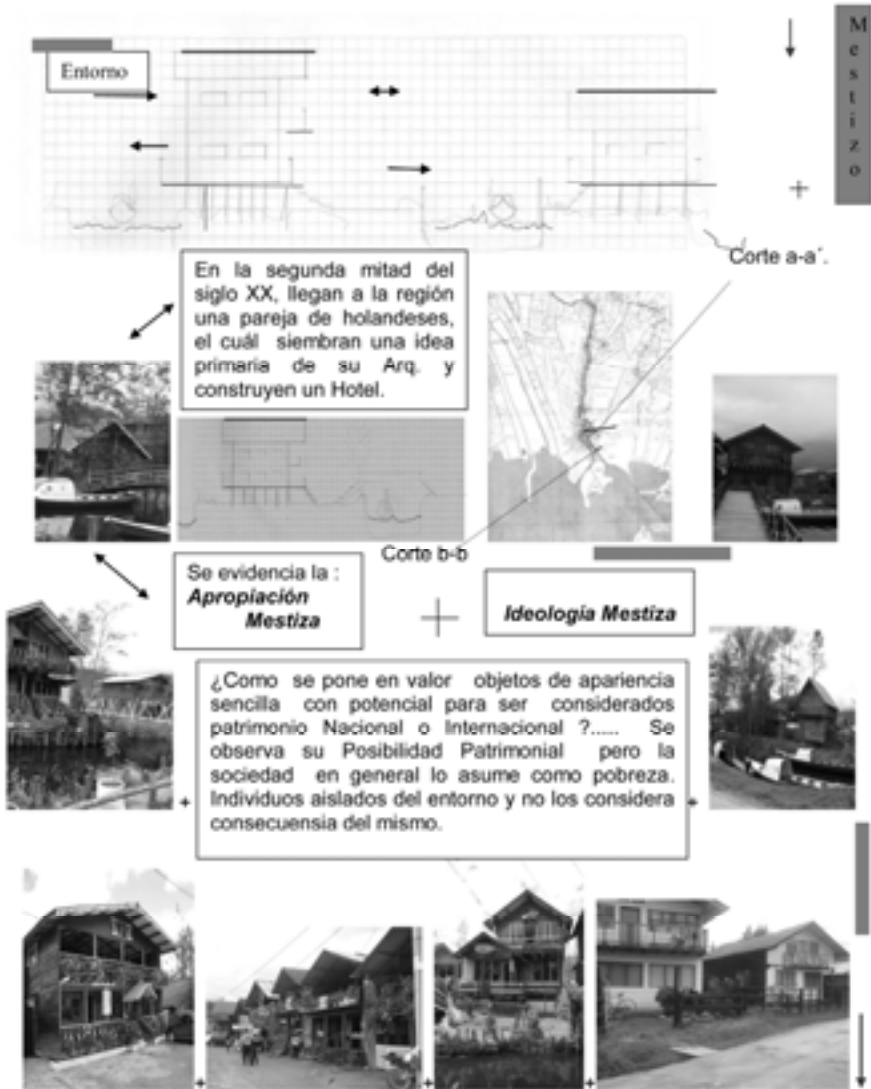 Mestizo
Entorno
Corte a-a´.
En la segunda mitad del
siglo XX, llegan a la región
una pareja de holandeses,
el cuál siembran una idea
primaria de su Arq. y
construyen un Hotel.
Corte b-b
Se evidencia la :
Apropiación
Mestiza
Ideología Mestiza
¿Como se pone en valor objetos de apariencia
sencilla con potencial para ser considerados
patrimonio Nacional o Internacional ?..... Se
observa su Posibilidad Patrimonial pero la
sociedad en general lo asume como pobreza.
Individuos aislados del entorno y no los considera
consecuensia del mismo.